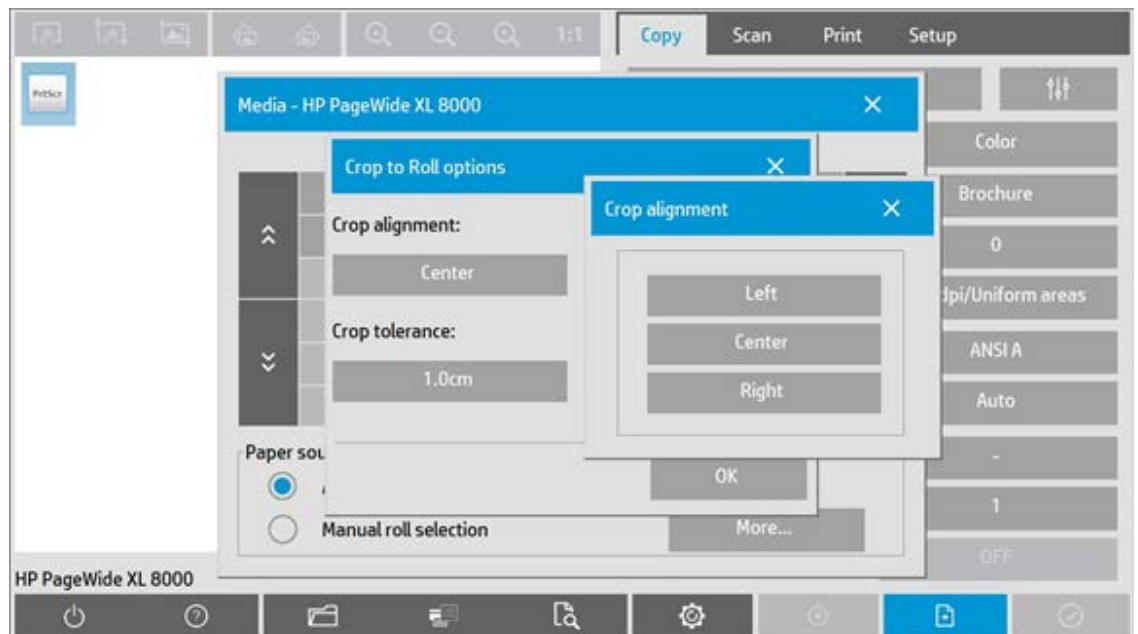 1:1
Copy Scan Print Setup
PrtScr
Media - HP PageWide XL 8000
Color
Crop to Roll options
Crop alignment
Brochure
Crop alignment:
0
Center
Left
dpi/Uniform areas
Crop tolerance:
Center
ANSI A
1.0cm
Right
Auto
Paper sou
-
OK
1
Manual roll selection
More...
OFF
HP PageWide XL 8000